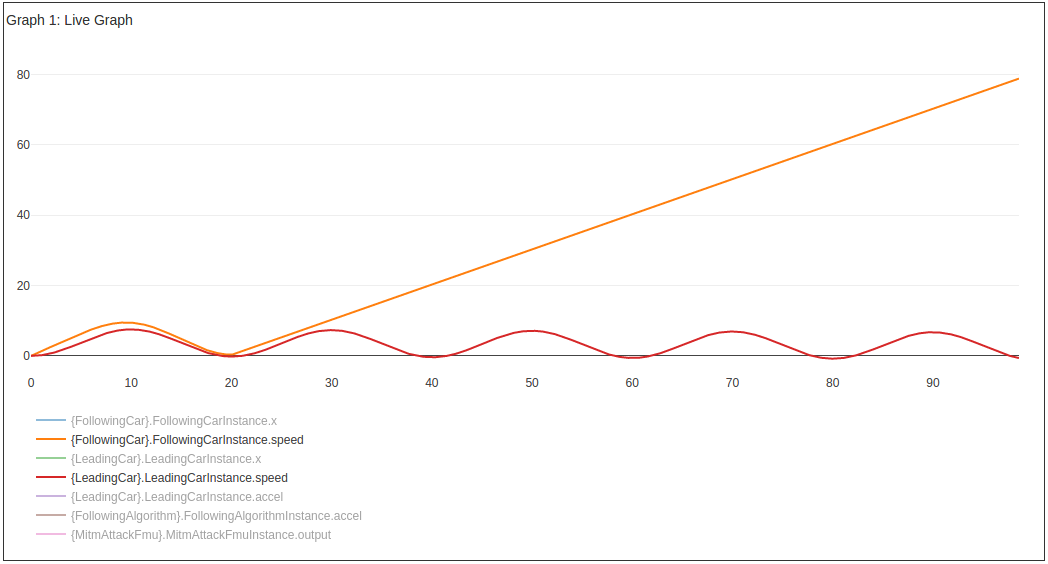 Graph 1: Live Graph
80
60
40
20
0
0 10 20 30 40 50 60 70 80 90
{FollowingCar}.FollowingCarInstance.x
{FollowingCar}.FollowingCarInstance.speed
{LeadingCar}.LeadingCarInstance.x
{LeadingCar}.LeadingCarInstance.speed
{LeadingCar}.LeadingCarInstance.accel
{FollowingAlgorithm}.FollowingAlgorithmInstance.accel
{MitmAttackFmu}.MitmAttackFmuInstance.output